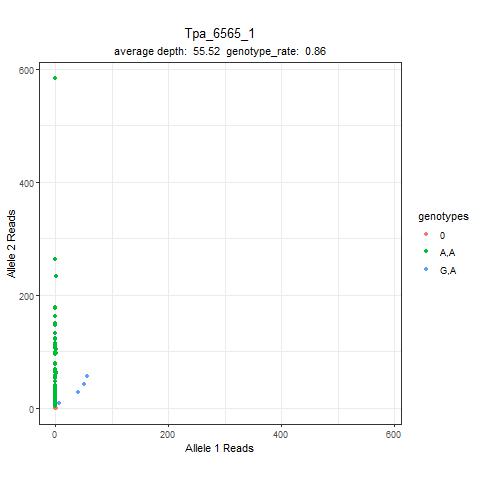 Tpa_6565_1
average depth: 55.52 genotype_rate: 0.86
600
400
200
0
Allele 2 Reads
0
200
400
600
Allele 1 Reads
genotypes
0
A,A
G,A